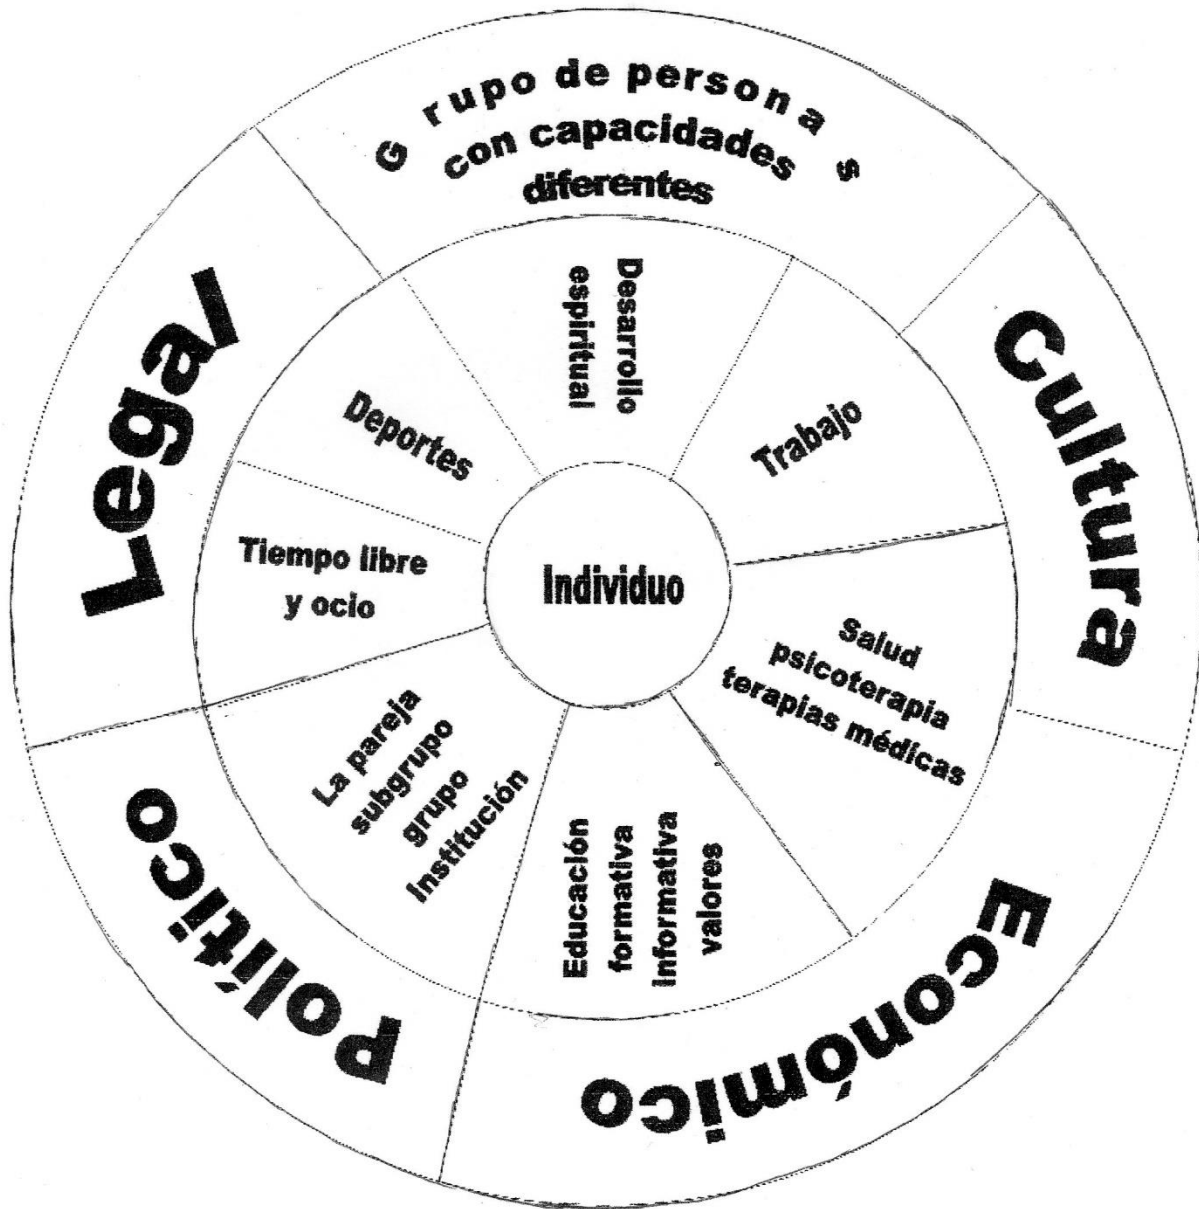 Grupo de personas
con capacidades
diferentes
Cultura
Económico
Político
Legal
Desarrollo
espiritual
Trabajo
Salud
psicoterapia
terapias médicas
Educación
formativa
Informativa
valores
La pareja
subgrupo
grupo
Institución
Tiempo libre
y ocio
Deportes
Individuo